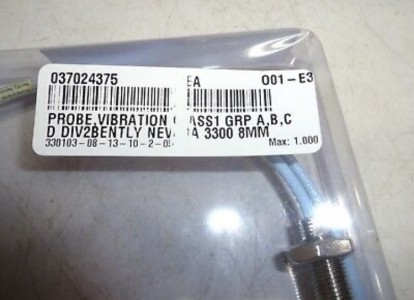 037024375 EA 001-E3
PROBE,VIBRATION ASS1 GRP A,B,C
D DIV2BENTLY NEV A 3300 8MM
330103-08-13-10-2-0 Max: 1.000